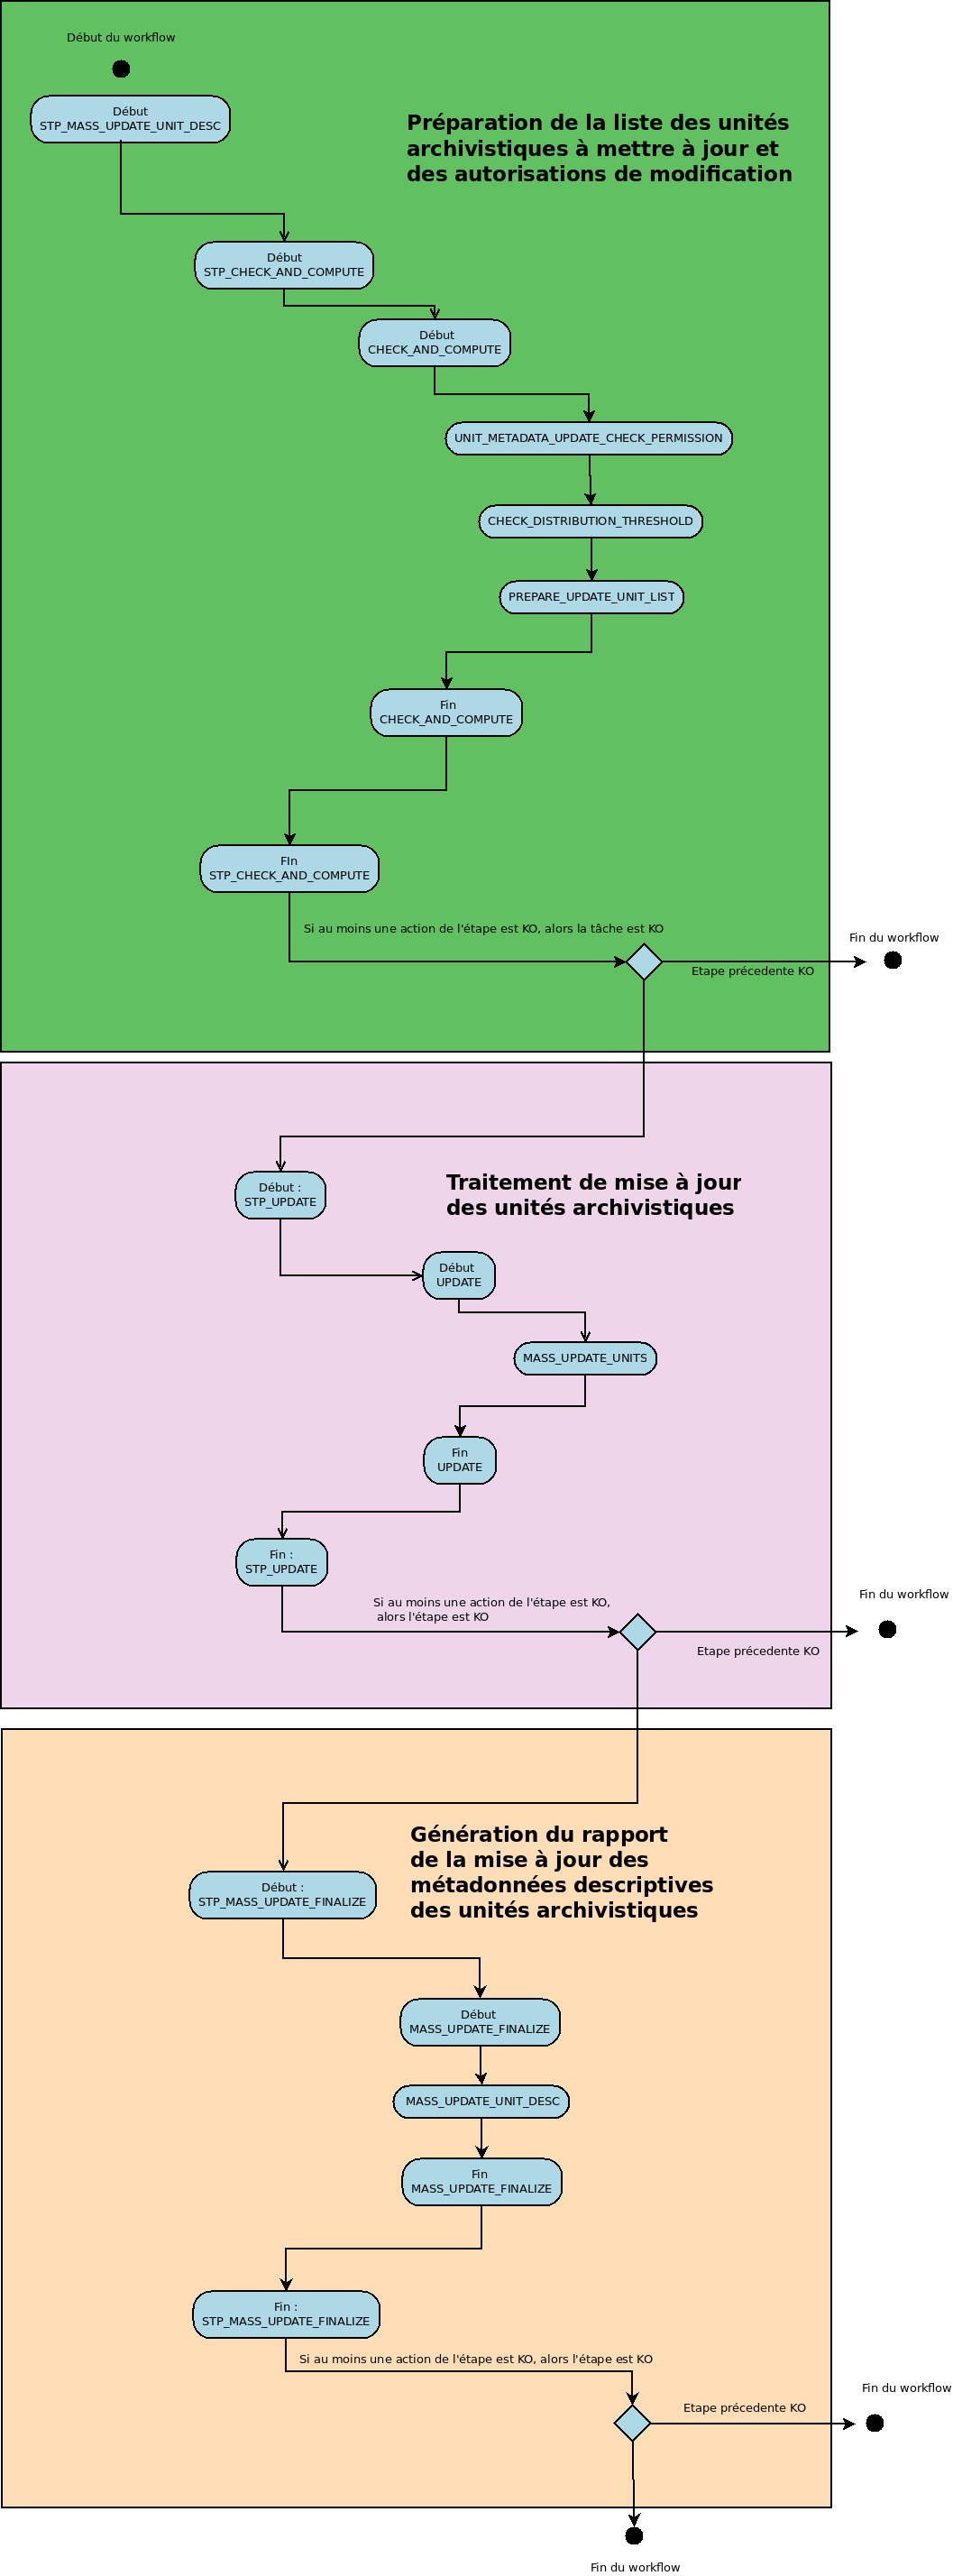 Début du workflow
Début
STP_MASS_UPDATE_UNIT_DESC
Préparation de la liste des unités
archivistiques à mettre à jour et
des autorisations de modification
Début
STP_CHECK_AND_COMPUTE
Début
CHECK_AND_COMPUTE
UNIT_METADATA_UPDATE_CHECK_PERMISSION
CHECK_DISTRIBUTION_THRESHOLD
PREPARE_UPDATE_UNIT_LIST
Fin
CHECK_AND_COMPUTE
FIn
STP_CHECK_AND_COMPUTE
Si au moins une action de l'étape est KO, alors la tâche est KO
Fin du workflow
Etape précedente KO
Début :
STP_UPDATE
Traitement de mise à jour
des unités archivistiques
Début
UPDATE
MASS_UPDATE_UNITS
Fin
UPDATE
Fin :
STP_UPDATE
Si au moins une action de l'étape est KO,
alors l'étape est KO
Fin du workflow
Etape précedente KO
Génération du rapport
de la mise à jour des
métadonnées descriptives
des unités archivistiques
Début :
STP_MASS_UPDATE_FINALIZE
Début
MASS_UPDATE_FINALIZE
MASS_UPDATE_UNIT_DESC
Fin
MASS_UPDATE_FINALIZE
Fin :
STP_MASS_UPDATE_FINALIZE
Si au moins une action de l'étape est KO, alors l'étape est KO
Fin du workflow
Etape précedente KO
Fin du workflow